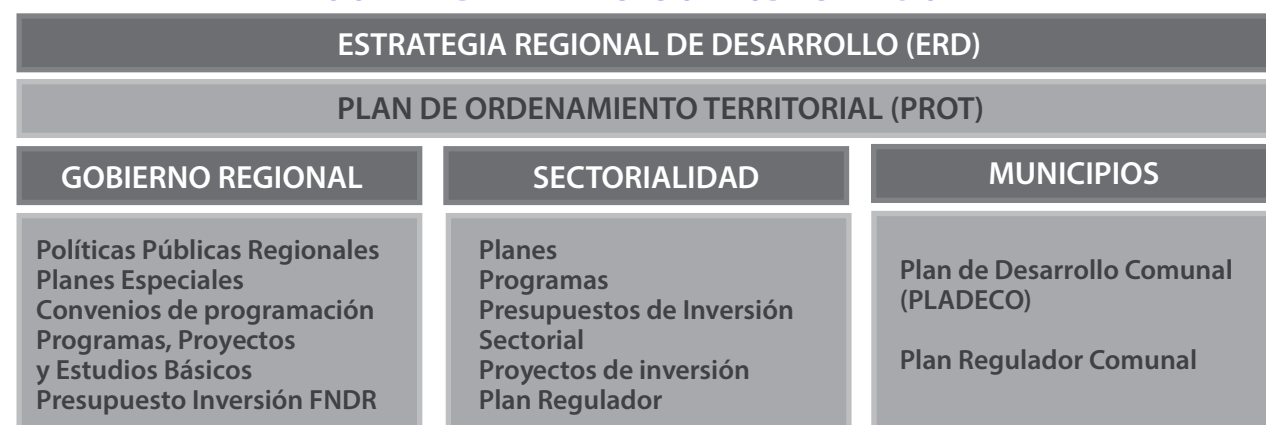 ESTRATEGIA REGIONAL DE DESARROLLO (ERD)
PLAN DE ORDENAMIENTO TERRITORIAL (PROT)
GOBIERNO REGIONAL
Políticas Públicas Regionales
Planes Especiales
Convenios de programación
Programas, Proyectos
y Estudios Básicos
Presupuesto Inversión FNDR
SECTORIALIDAD
Planes
Programas
Presupuestos de Inversión
Sectorial
Proyectos de inversión
Plan Regulador
MUNICIPIOS
Plan de Desarrollo Comunal
(PLADECO)
Plan Regulador Comunal